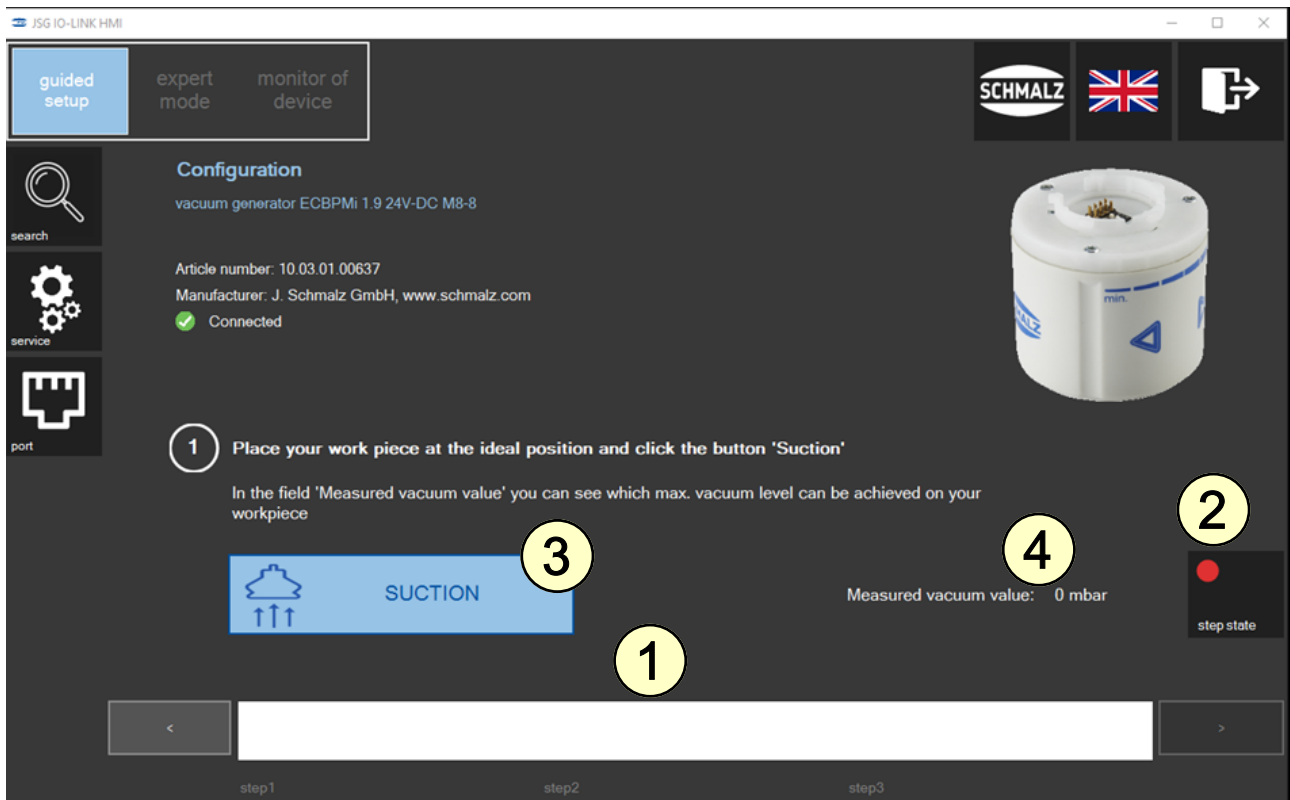 JSG IO-LINK HMI
guided
setup
expert
mode
monitor of
device
SCHMALZ
search
service
port
Configuration
vacuum generator ECBPMi 1.9 24V-DC M8-8
Article number: 10.03.01.00637
Manufacturer: J. Schmalz GmbH, www.schmalz.com
Connected
min.
SCHMALZ
1
Place your work piece at the ideal position and click the button 'Suction'
In the field 'Measured vacuum value' you can see which max. vacuum level can be achieved on your
workpiece
2
3
4
SUCTION
Measured vacuum value: 0 mbar
step state
1
<
>
step1
step2
step3